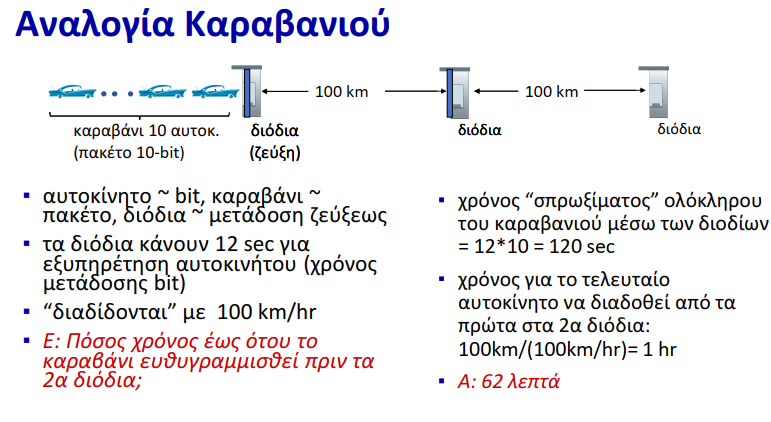 Αναλογία Καραβανιού
100 km
100 km
καραβάνι 10 αυτοκ.
(πακέτο 10-bit)
διόδια
(ζεύξη)
διόδια
διόδια
▪ αυτοκίνητο ~ bit, καραβάνι ~
πακέτο, διόδια ~ μετάδοση ζεύξεως
▪ τα διόδια κάνουν 12 sec για
εξυπηρέτηση αυτοκινήτου (χρόνος
μετάδοσης bit)
▪ “διαδίδονται” με 100 km/hr
▪ Ε: Πόσος χρόνος έως ότου το
καραβάνι ευθυγραμμισθεί πριν τα
2α διόδια;
▪ χρόνος “σπρωξίματος” ολόκληρου
του καραβανιού μέσω των διοδίων
= 12*10 = 120 sec
▪ χρόνος για το τελευταίο
αυτοκίνητο να διαδοθεί από τα
πρώτα στα 2α διόδια:
100km/(100km/hr)= 1 hr
▪ Α: 62 λεπτά